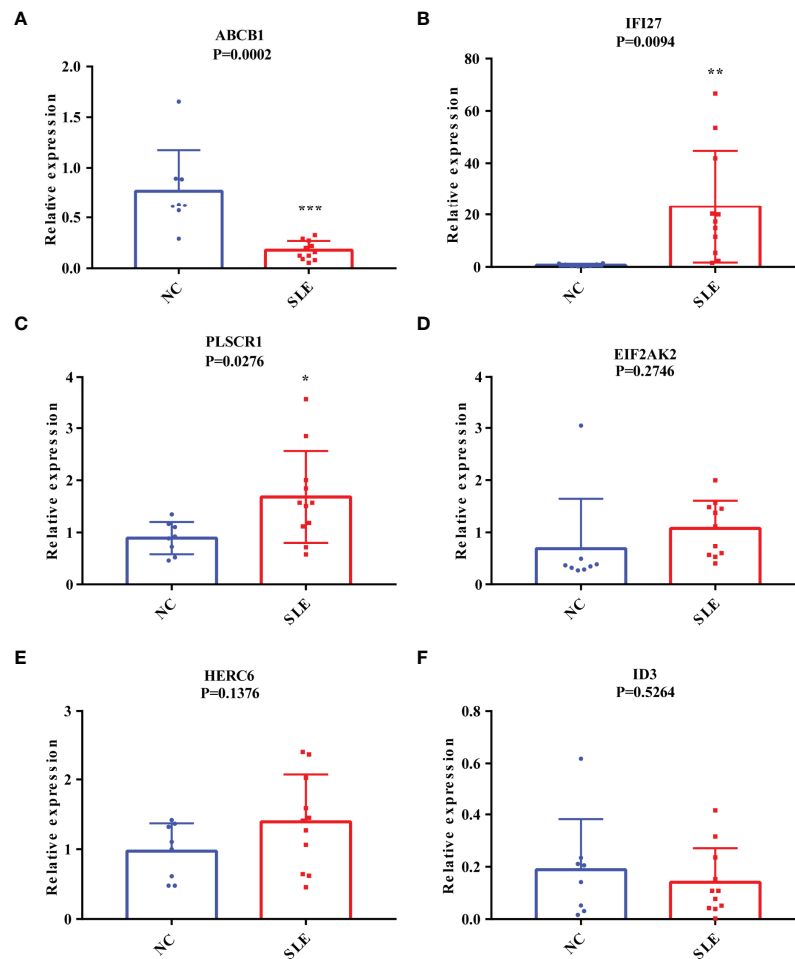 A
ABCB1
P=0.0002
Relative expression
2.0
1.5
1.0
0.5
0.0
***
NC
SLE
B
IFI27
P=0.0094
Relative expression
80
60
40
20
0
**
NC
SLE
C
PLSCR1
P=0.0276
Relative expression
4
3
2
1
0
*
NC
SLE
D
EIF2AK2
P=0.2746
Relative expression
4
3
2
1
0
NC
SLE
E
HERC6
P=0.1376
Relative expression
3
2
1
0
NC
SLE
F
ID3
P=0.5264
Relative expression
0.8
0.6
0.4
0.2
0.0
NC
SLE